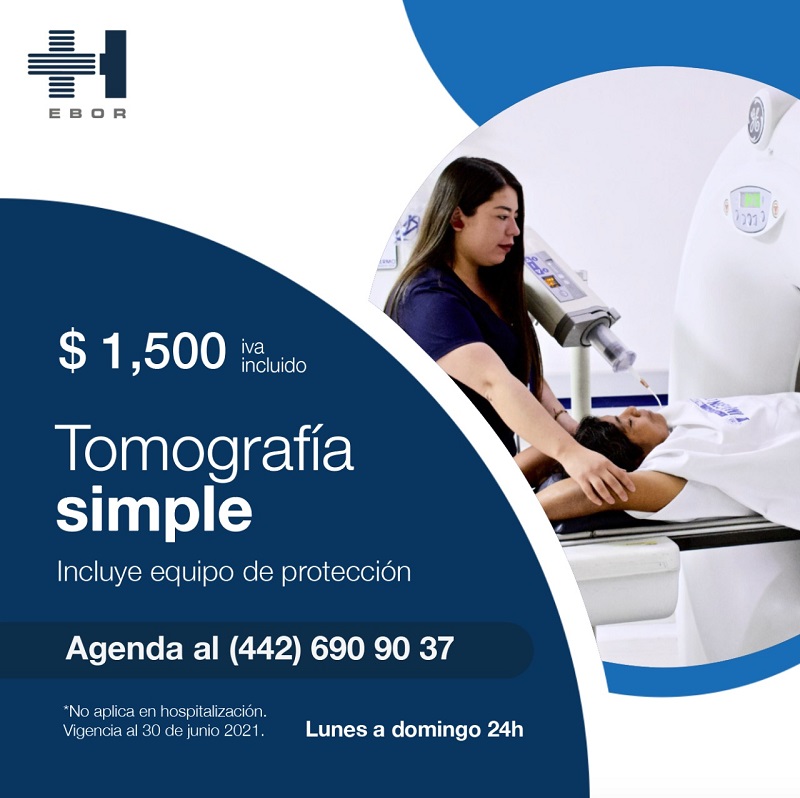 EBOR
$ 1,500 iva incluido
Tomografía
simple
Incluye equipo de protección
Agenda al (442) 690 90 37
*No aplica en hospitalización.
Vigencia al 30 de junio 2021.
Lunes a domingo 24h